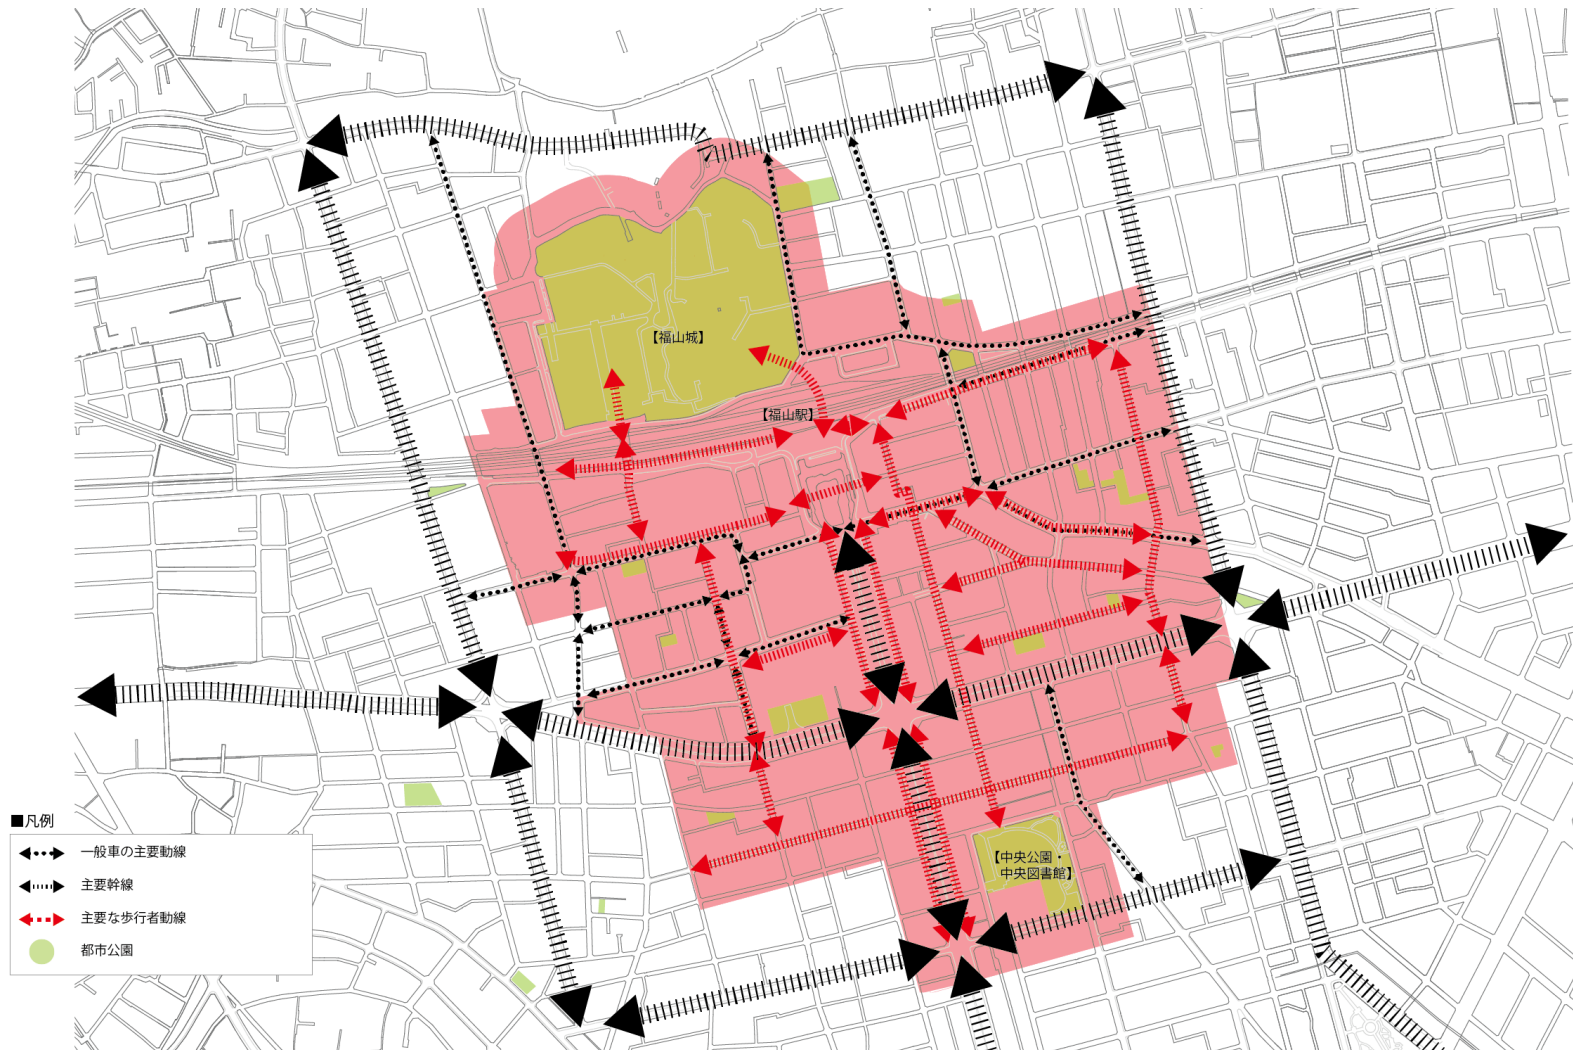 【福山城】
【福山駅】
【中央公園・
中央図書館】
■凡例
一般車の主要動線
主要幹線
主要な歩行者動線
都市公園